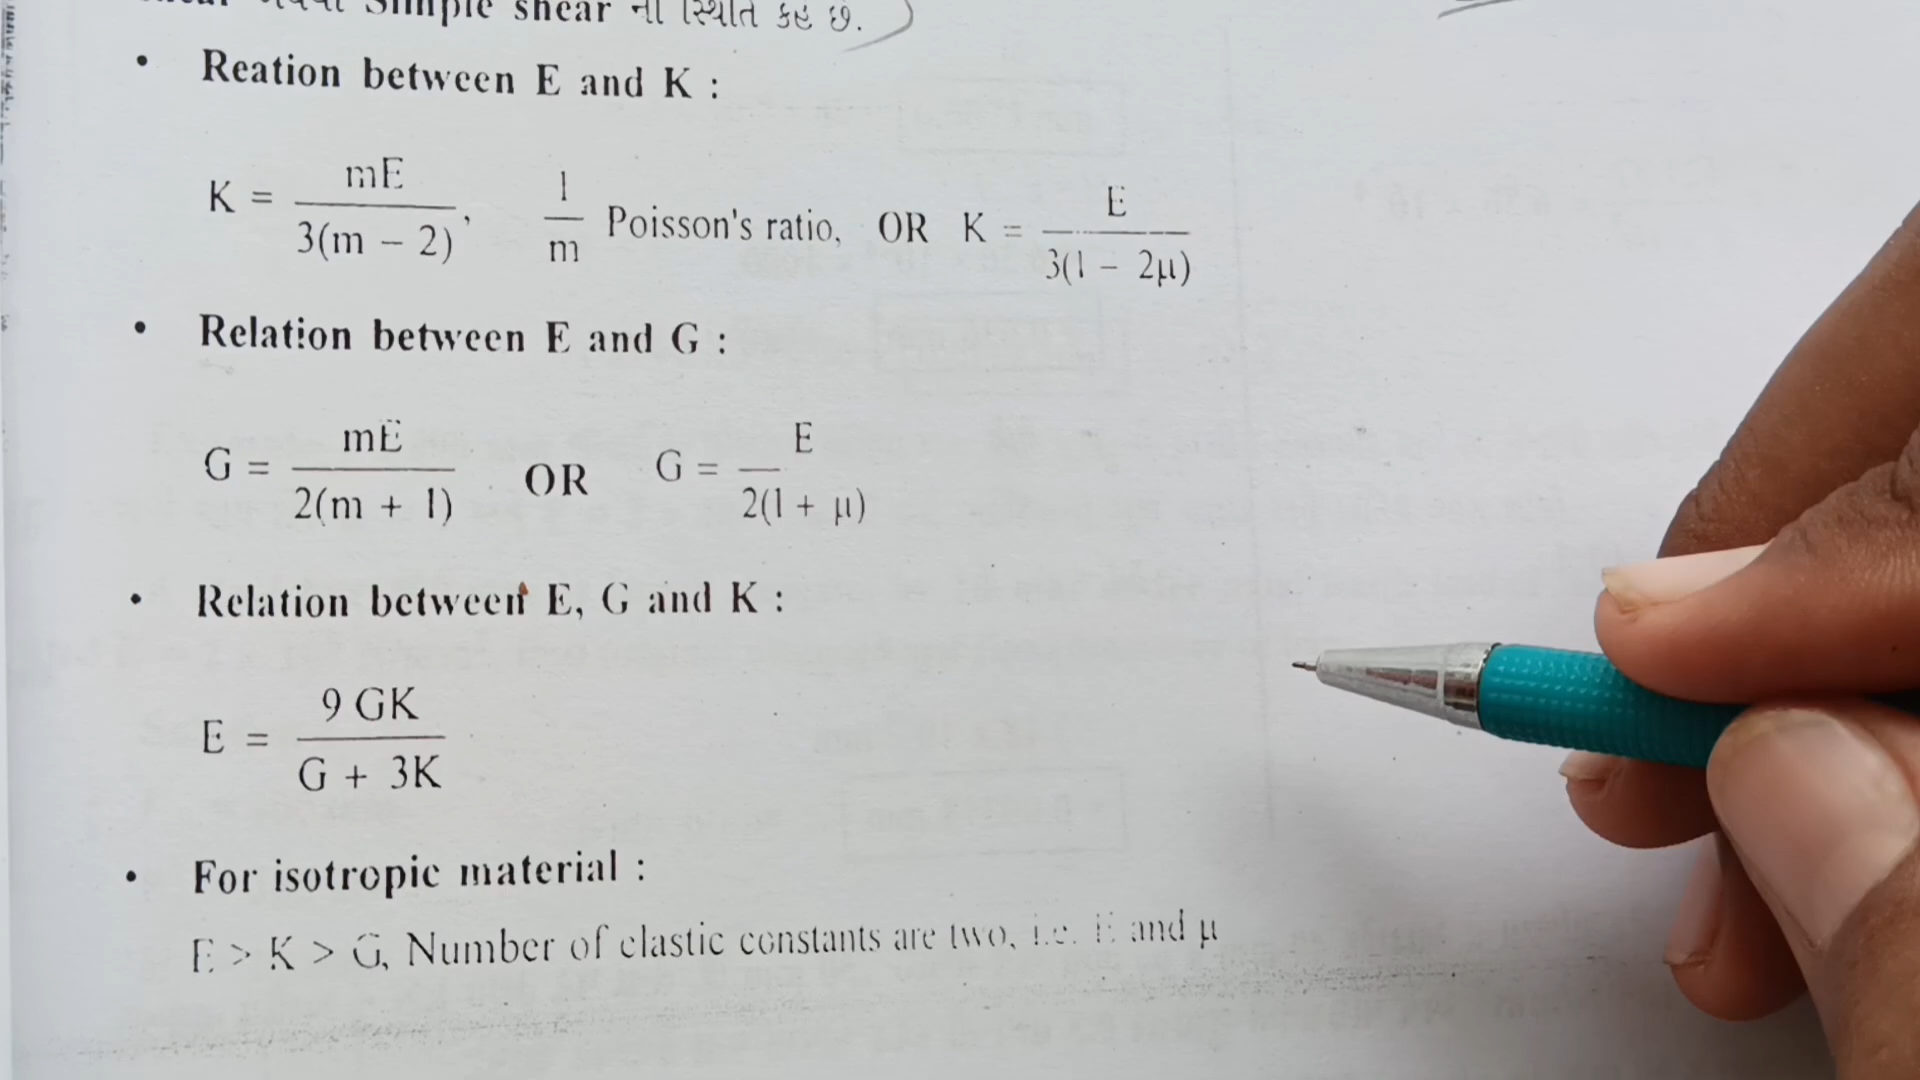 Simple shear ની સ્થિતિ કહે છે.
• Reation between E and K :
K = mE / 3(m − 2), 1/m Poisson's ratio, OR K = E / 3(1 − 2μ)
• Relation between E and G :
G = mE / 2(m + 1) OR G = E / 2(1 + μ)
• Relation between E, G and K :
E = 9 GK / G + 3K
• For isotropic material :
E > K > G, Number of elastic constants are two, i.e. E and μ